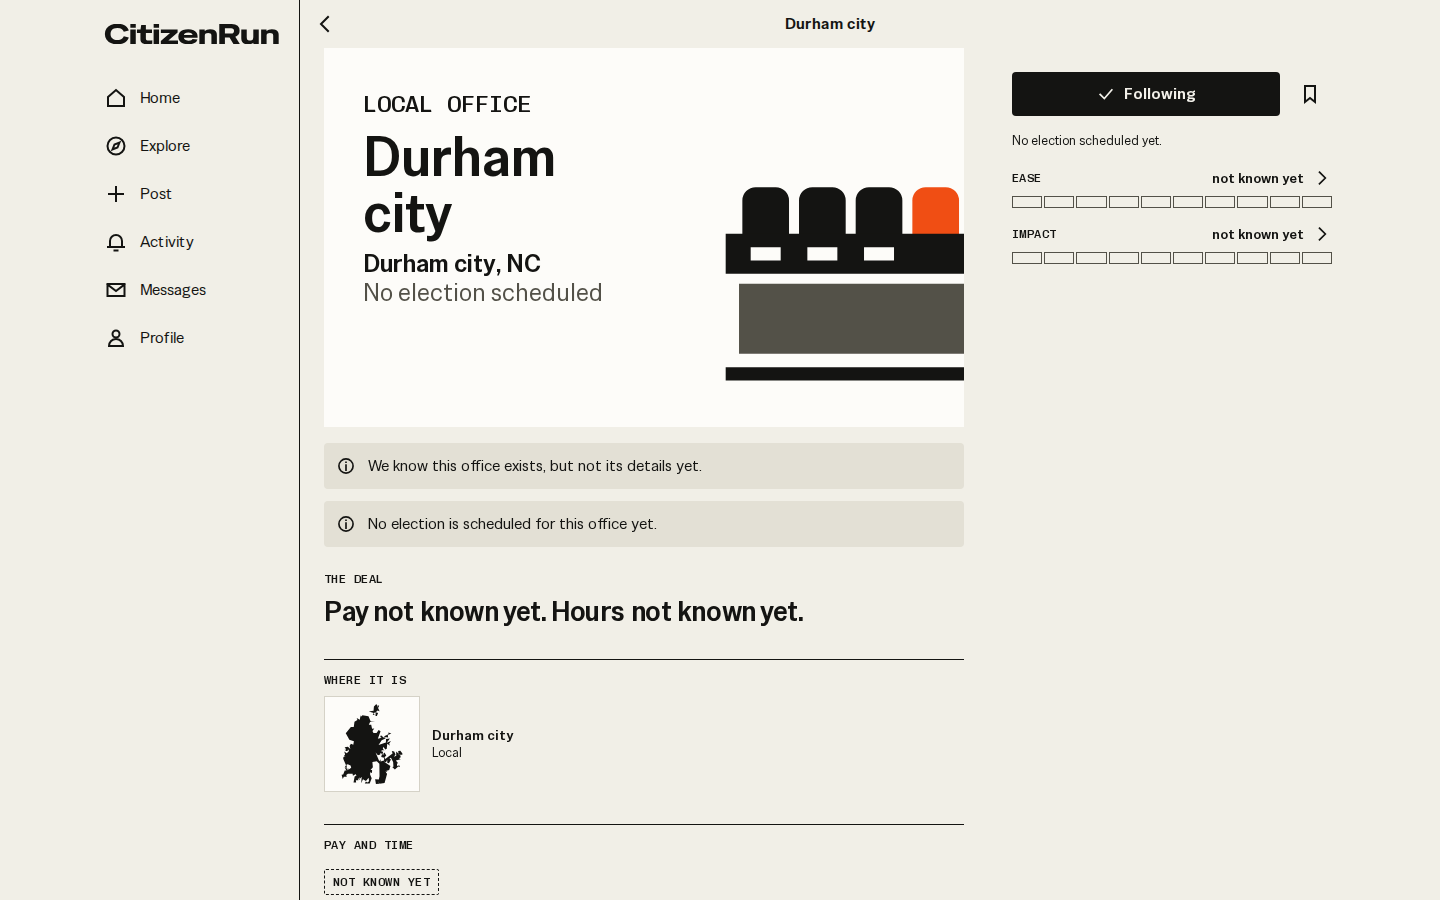 CitizenRun
Home
Explore
Post
Activity
Messages
Profile
Durham city
LOCAL OFFICE
Durham
city
Durham city, NC
No election scheduled
Following
No election scheduled yet.
EASE not known yet
IMPACT not known yet
We know this office exists, but not its details yet.
No election is scheduled for this office yet.
THE DEAL
Pay not known yet. Hours not known yet.
WHERE IT IS
Durham city
Local
PAY AND TIME
NOT KNOWN YET